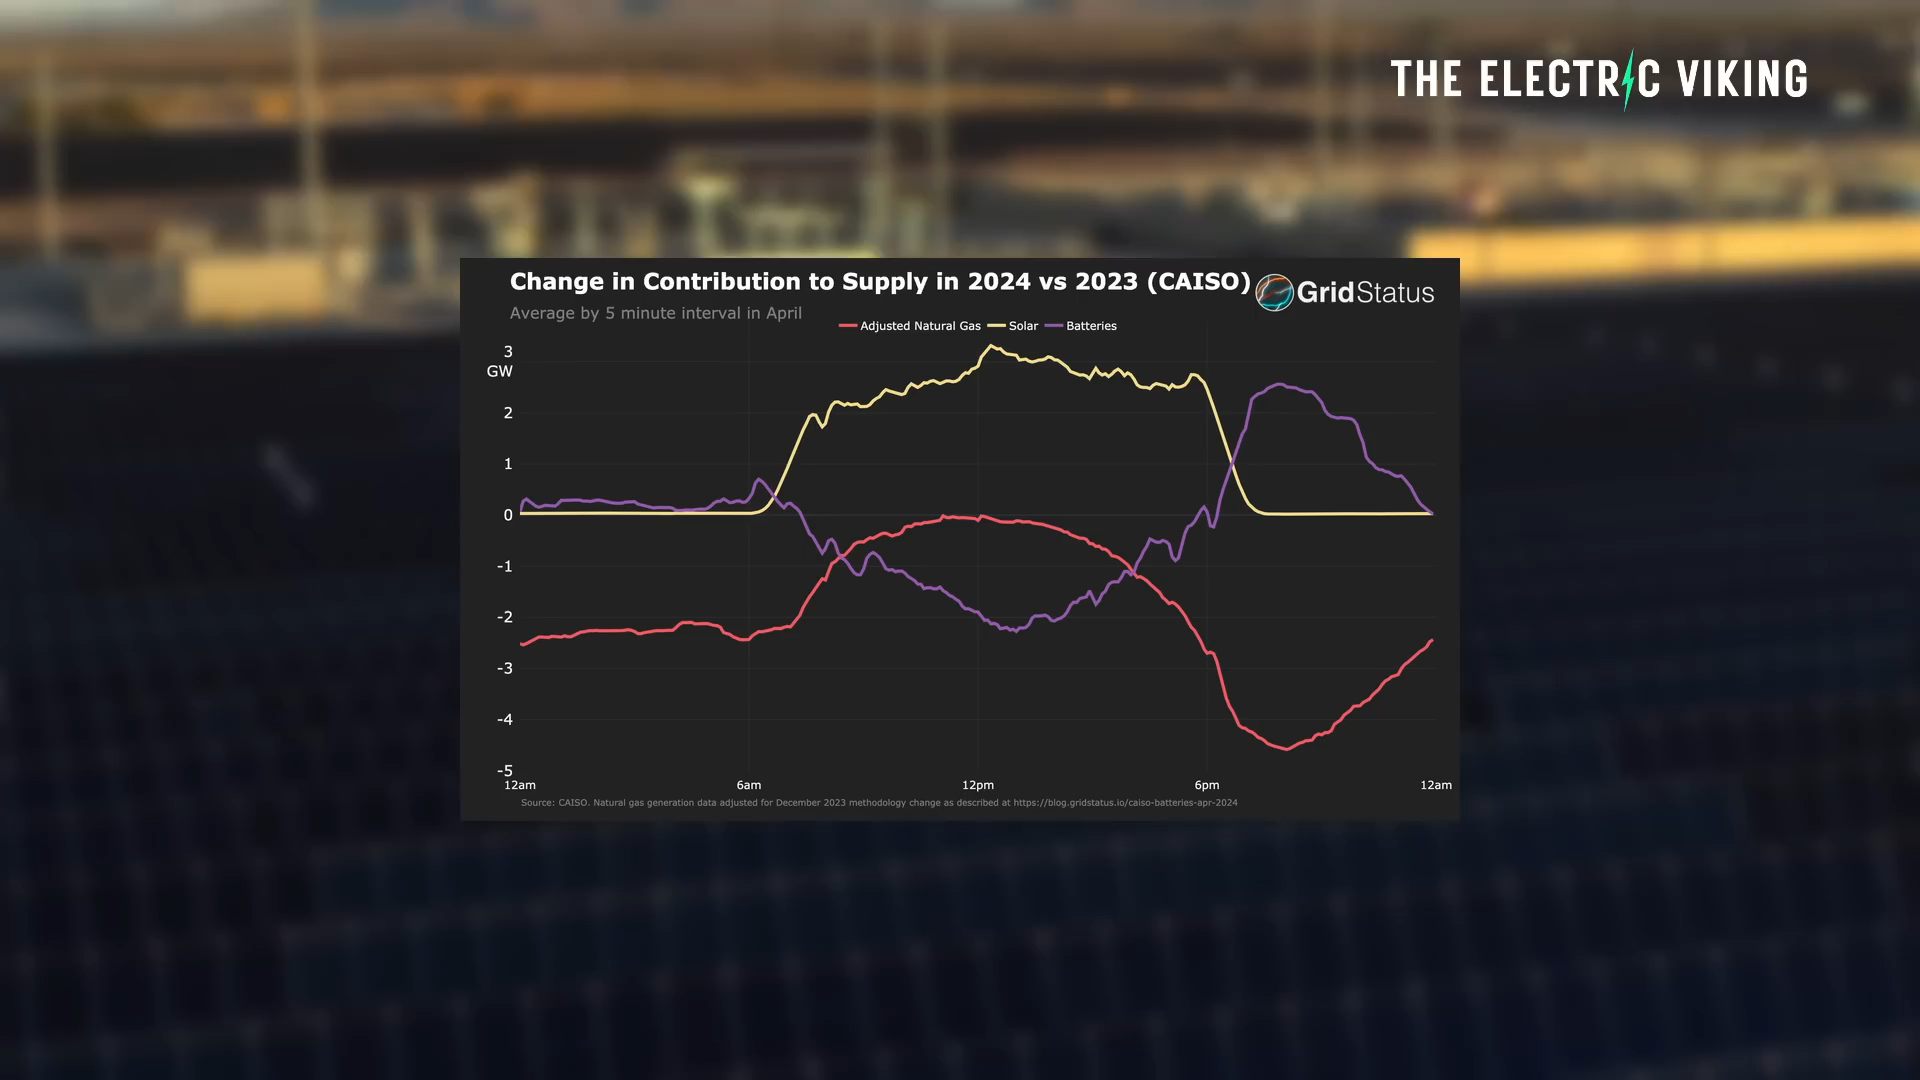 THE ELECTRIC VIKING
Change in Contribution to Supply in 2024 vs 2023 (CAISO)
GridStatus
Average by 5 minute interval in April
Adjusted Natural Gas Solar Batteries
3
GW
2
1
0
-1
-2
-3
-4
-5
12am 6am 12pm 6pm 12am
Source: CAISO. Natural gas generation data adjusted for December 2023 methodology change as described at https://blog.gridstatus.io/caiso-batteries-apr-2024